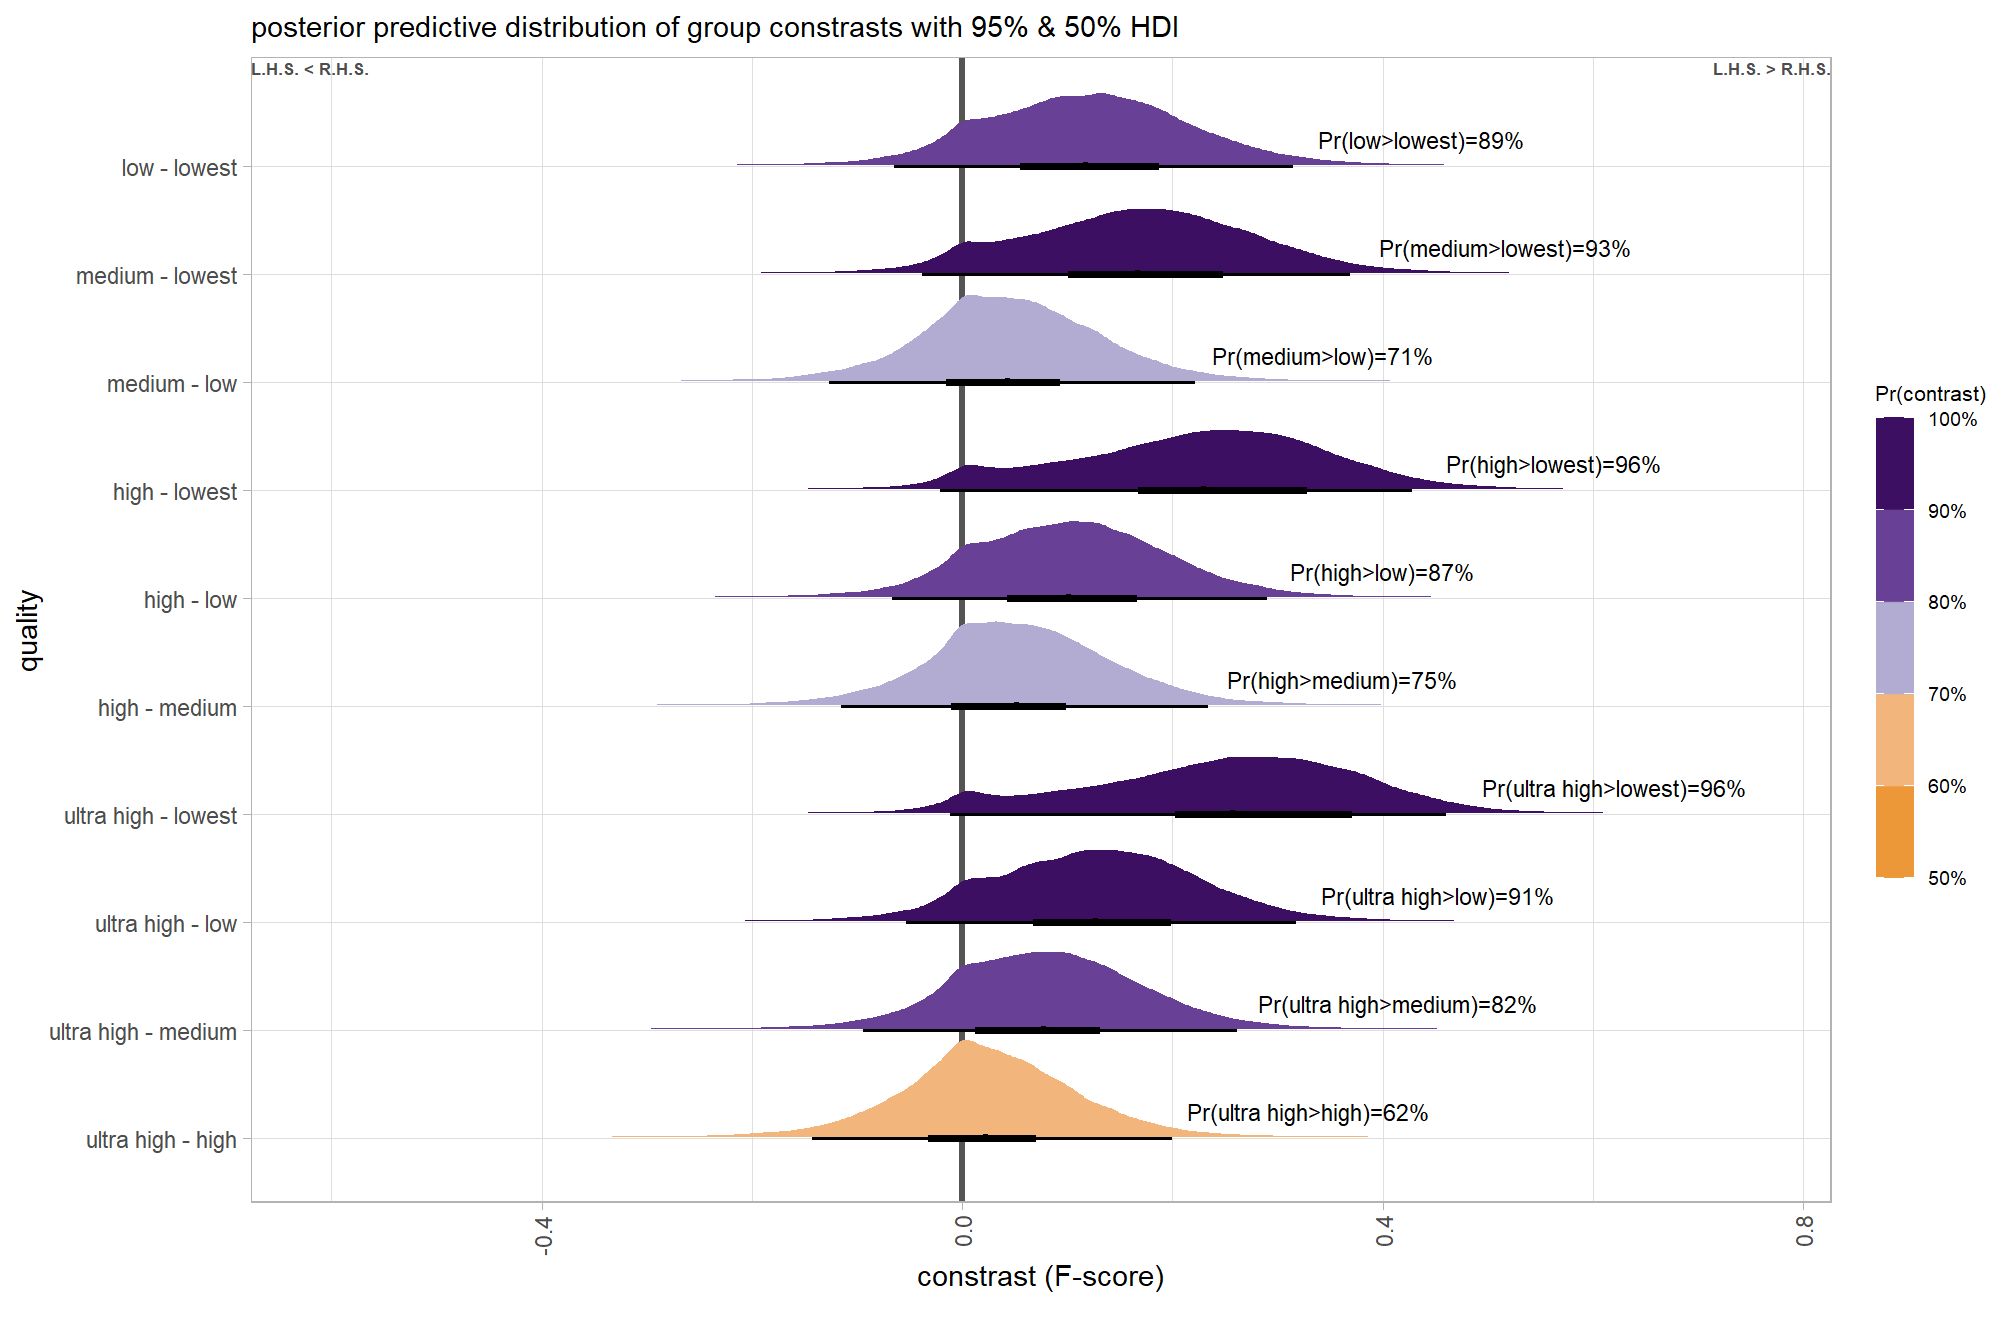 posterior predictive distribution of group constrasts with 95% & 50% HDI
L.H.S. < R.H.S.
L.H.S. > R.H.S.
low - lowest
Pr(low>lowest)=89%
medium - lowest
Pr(medium>lowest)=93%
medium - low
Pr(medium>low)=71%
high - lowest
Pr(high>lowest)=96%
high - low
Pr(high>low)=87%
high - medium
Pr(high>medium)=75%
ultra high - lowest
Pr(ultra high>lowest)=96%
ultra high - low
Pr(ultra high>low)=91%
ultra high - medium
Pr(ultra high>medium)=82%
ultra high - high
Pr(ultra high>high)=62%
quality
-0.4
0.0
0.4
0.8
constrast (F-score)
Pr(contrast)
100%
90%
80%
70%
60%
50%